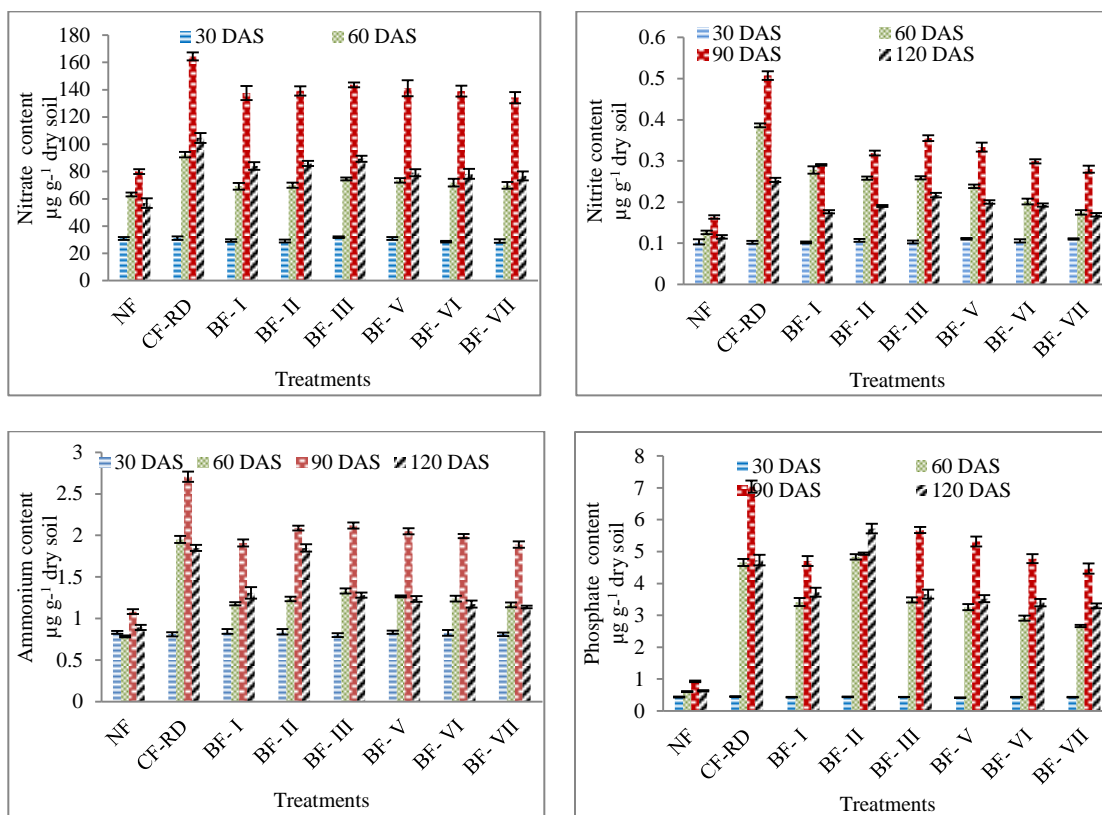 30 DAS 60 DAS
Nitrate content
µg g-1 dry soil
180
160
140
120
100
80
60
40
20
0
NF CF-RD BF- I BF- II BF- III BF- V BF- VI BF- VII
Treatments
30 DAS 60 DAS
90 DAS 120 DAS
Nitrite content
µg g-1 dry soil
0.6
0.5
0.4
0.3
0.2
0.1
0
NF CF-RD BF- I BF- II BF- III BF- V BF- VI BF- VII
Treatments
30 DAS 60 DAS 90 DAS 120 DAS
Ammonium content
µg g-1 dry soil
3
2.5
2
1.5
1
0.5
0
NF CF-RD BF- I BF- II BF- III BF- V BF- VI BF- VII
Treatments
30 DAS 60 DAS
90 DAS 120 DAS
Phosphate content
µg g-1 dry soil
8
7
6
5
4
3
2
1
0
NF CF-RD BF- I BF- II BF- III BF- V BF- VI BF- VII
Treatments